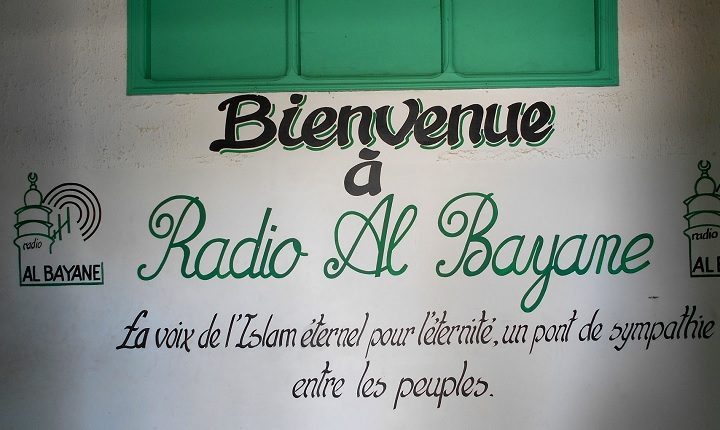 Bienvenue
à
Radio Al Bayane
radio
AL BAYANE
La voix de l'Islam éternel pour l'éternité, un pont de sympathie
entre les peuples.
radio